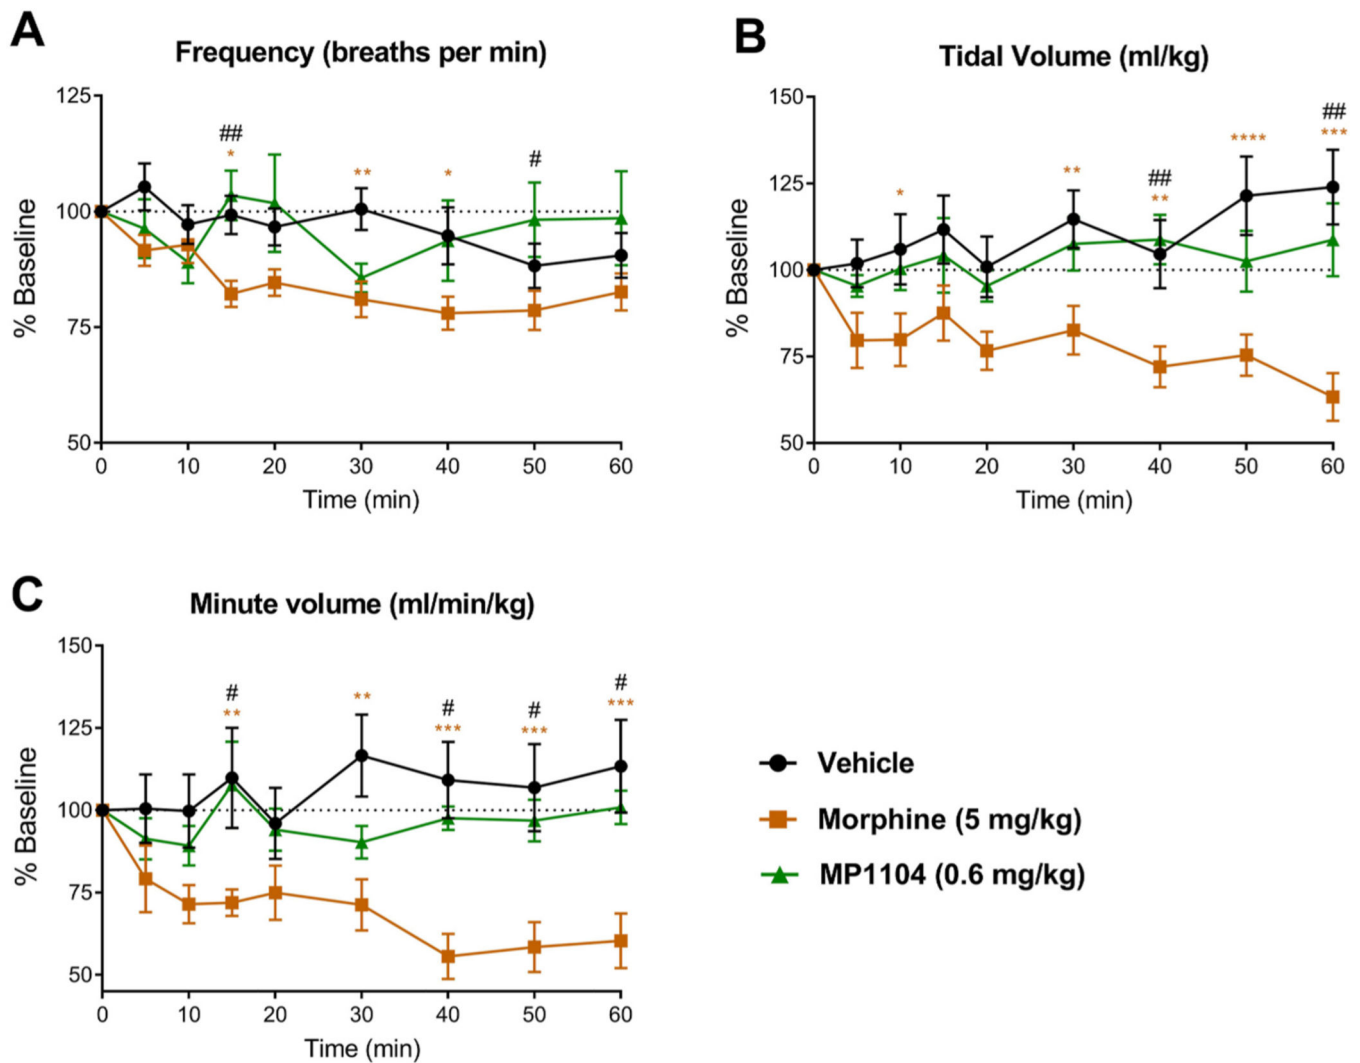 A
Frequency (breaths per min)
% Baseline
125
100
75
50
##
*
**
*
#
0 10 20 30 40 50 60
Time (min)
B
Tidal Volume (ml/kg)
% Baseline
150
125
100
75
50
*
**
##
**
****
##
***
0 10 20 30 40 50 60
Time (min)
C
Minute volume (ml/min/kg)
% Baseline
150
125
100
75
50
#
**
**
#
***
#
***
#
***
0 10 20 30 40 50 60
Time (min)
Vehicle
Morphine (5 mg/kg)
MP1104 (0.6 mg/kg)